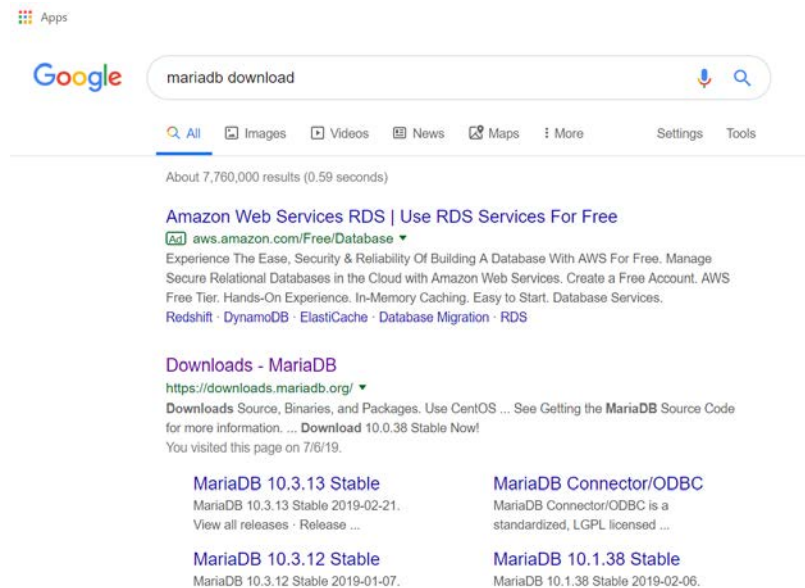 Apps
Google
mariadb download
All Images Videos News Maps More Settings Tools
About 7,760,000 results (0.59 seconds)
Amazon Web Services RDS | Use RDS Services For Free
Ad aws.amazon.com/Free/Database
Experience The Ease, Security & Reliability Of Building A Database With AWS For Free. Manage
Secure Relational Databases in the Cloud with Amazon Web Services. Create a Free Account. AWS
Free Tier. Hands-On Experience. In-Memory Caching. Easy to Start. Database Services.
Redshift · DynamoDB · ElastiCache · Database Migration · RDS
Downloads - MariaDB
https://downloads.mariadb.org/
Downloads Source, Binaries, and Packages. Use CentOS ... See Getting the MariaDB Source Code
for more information. ... Download 10.0.38 Stable Now!
You visited this page on 7/6/19.
MariaDB 10.3.13 Stable
MariaDB 10.3.13 Stable 2019-02-21.
View all releases · Release ...
MariaDB Connector/ODBC
MariaDB Connector/ODBC is a
standardized, LGPL licensed ...
MariaDB 10.3.12 Stable
MariaDB 10.3.12 Stable 2019-01-07.
MariaDB 10.1.38 Stable
MariaDB 10.1.38 Stable 2019-02-06.